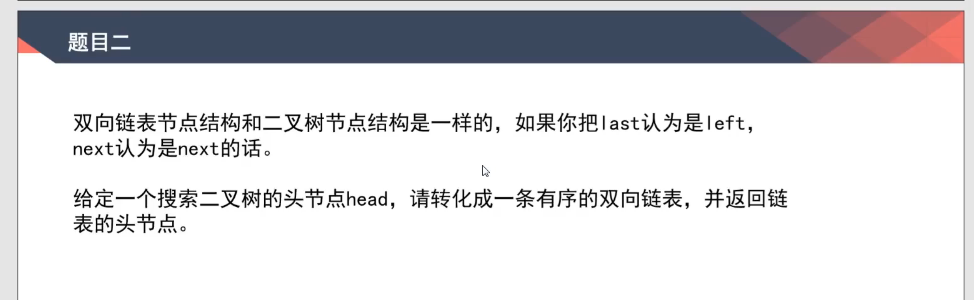 题目二
双向链表节点结构和二叉树节点结构是一样的，如果你把last认为是left，
next认为是next的话。
给定一个搜索二叉树的头节点head，请转化成一条有序的双向链表，并返回链
表的头节点。